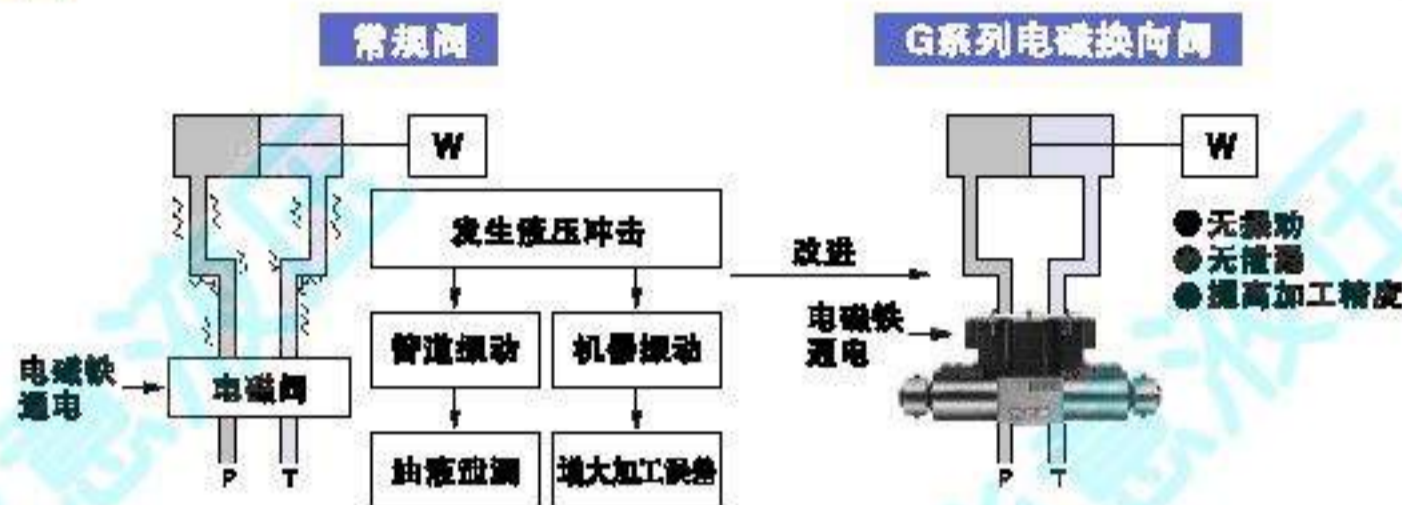 常规阀
G系列电磁换向阀
W
W
发生液压冲击
改进
●无振动
●无泄漏
●提高加工精度
管道振动
机器振动
电磁铁
通电
电磁铁
通电
电磁阀
油液泄漏
增大加工误差
P
T
P
T